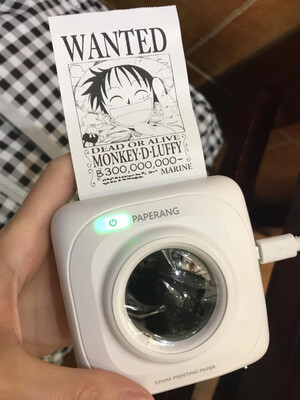 WANTED
DEAD OR ALIVE
MONKEY·D·LUFFY
฿300,000,000–
MARINE
PAPERANG
57MM PRINTING PAPER